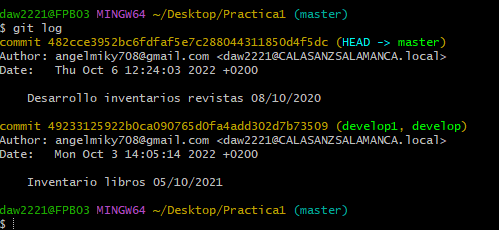 daw2221@FPB03 MINGW64 ~/Desktop/Practica1 (master)
$ git log
commit 482cce3952bc6fdfaf5e7c288044311850d4f5dc (HEAD -> master)
Author: angelmiky708@gmail.com <daw2221@CALASANZSALAMANCA.local>
Date:   Thu Oct 6 12:24:03 2022 +0200
    Desarrollo inventarios revistas 08/10/2020
commit 49233125922b0ca090765d0fa4add302d7b73509 (develop1, develop)
Author: angelmiky708@gmail.com <daw2221@CALASANZSALAMANCA.local>
Date:   Mon Oct 3 14:05:14 2022 +0200
    Inventario libros 05/10/2021
daw2221@FPB03 MINGW64 ~/Desktop/Practica1 (master)
$